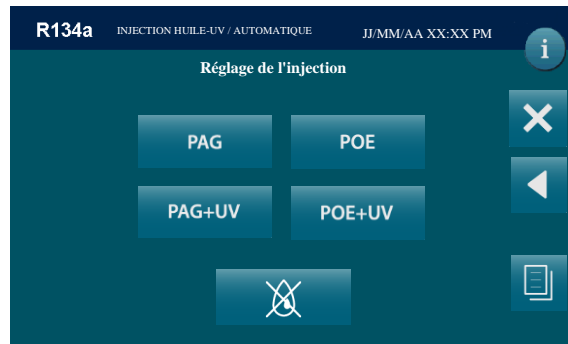 R134a INJECTION HUILE-UV / AUTOMATIQUE JJ/MM/AA XX:XX PM
i
Réglage de l'injection
PAG POE
PAG+UV POE+UV